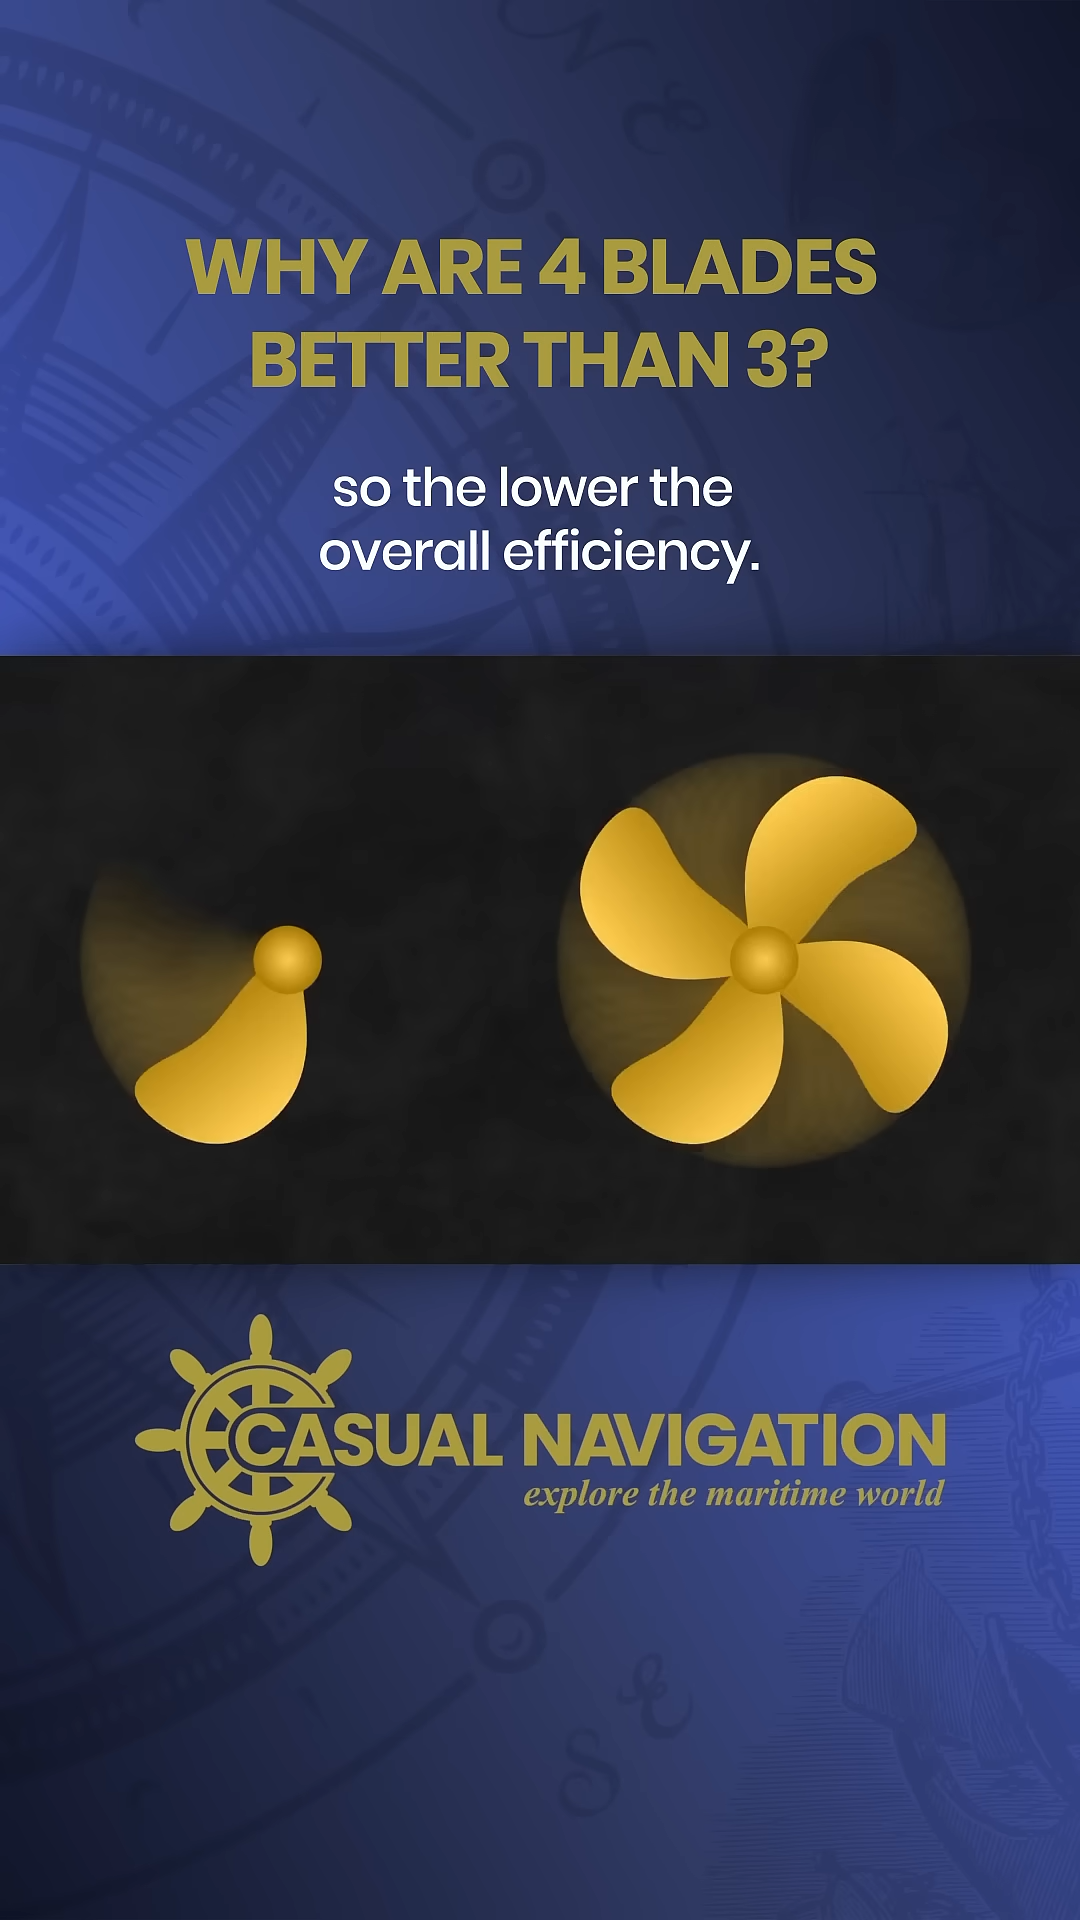 N
E
WHY ARE 4 BLADES
BETTER THAN 3?
so the lower the
overall efficiency.
CASUAL NAVIGATION
explore the maritime world
E
S